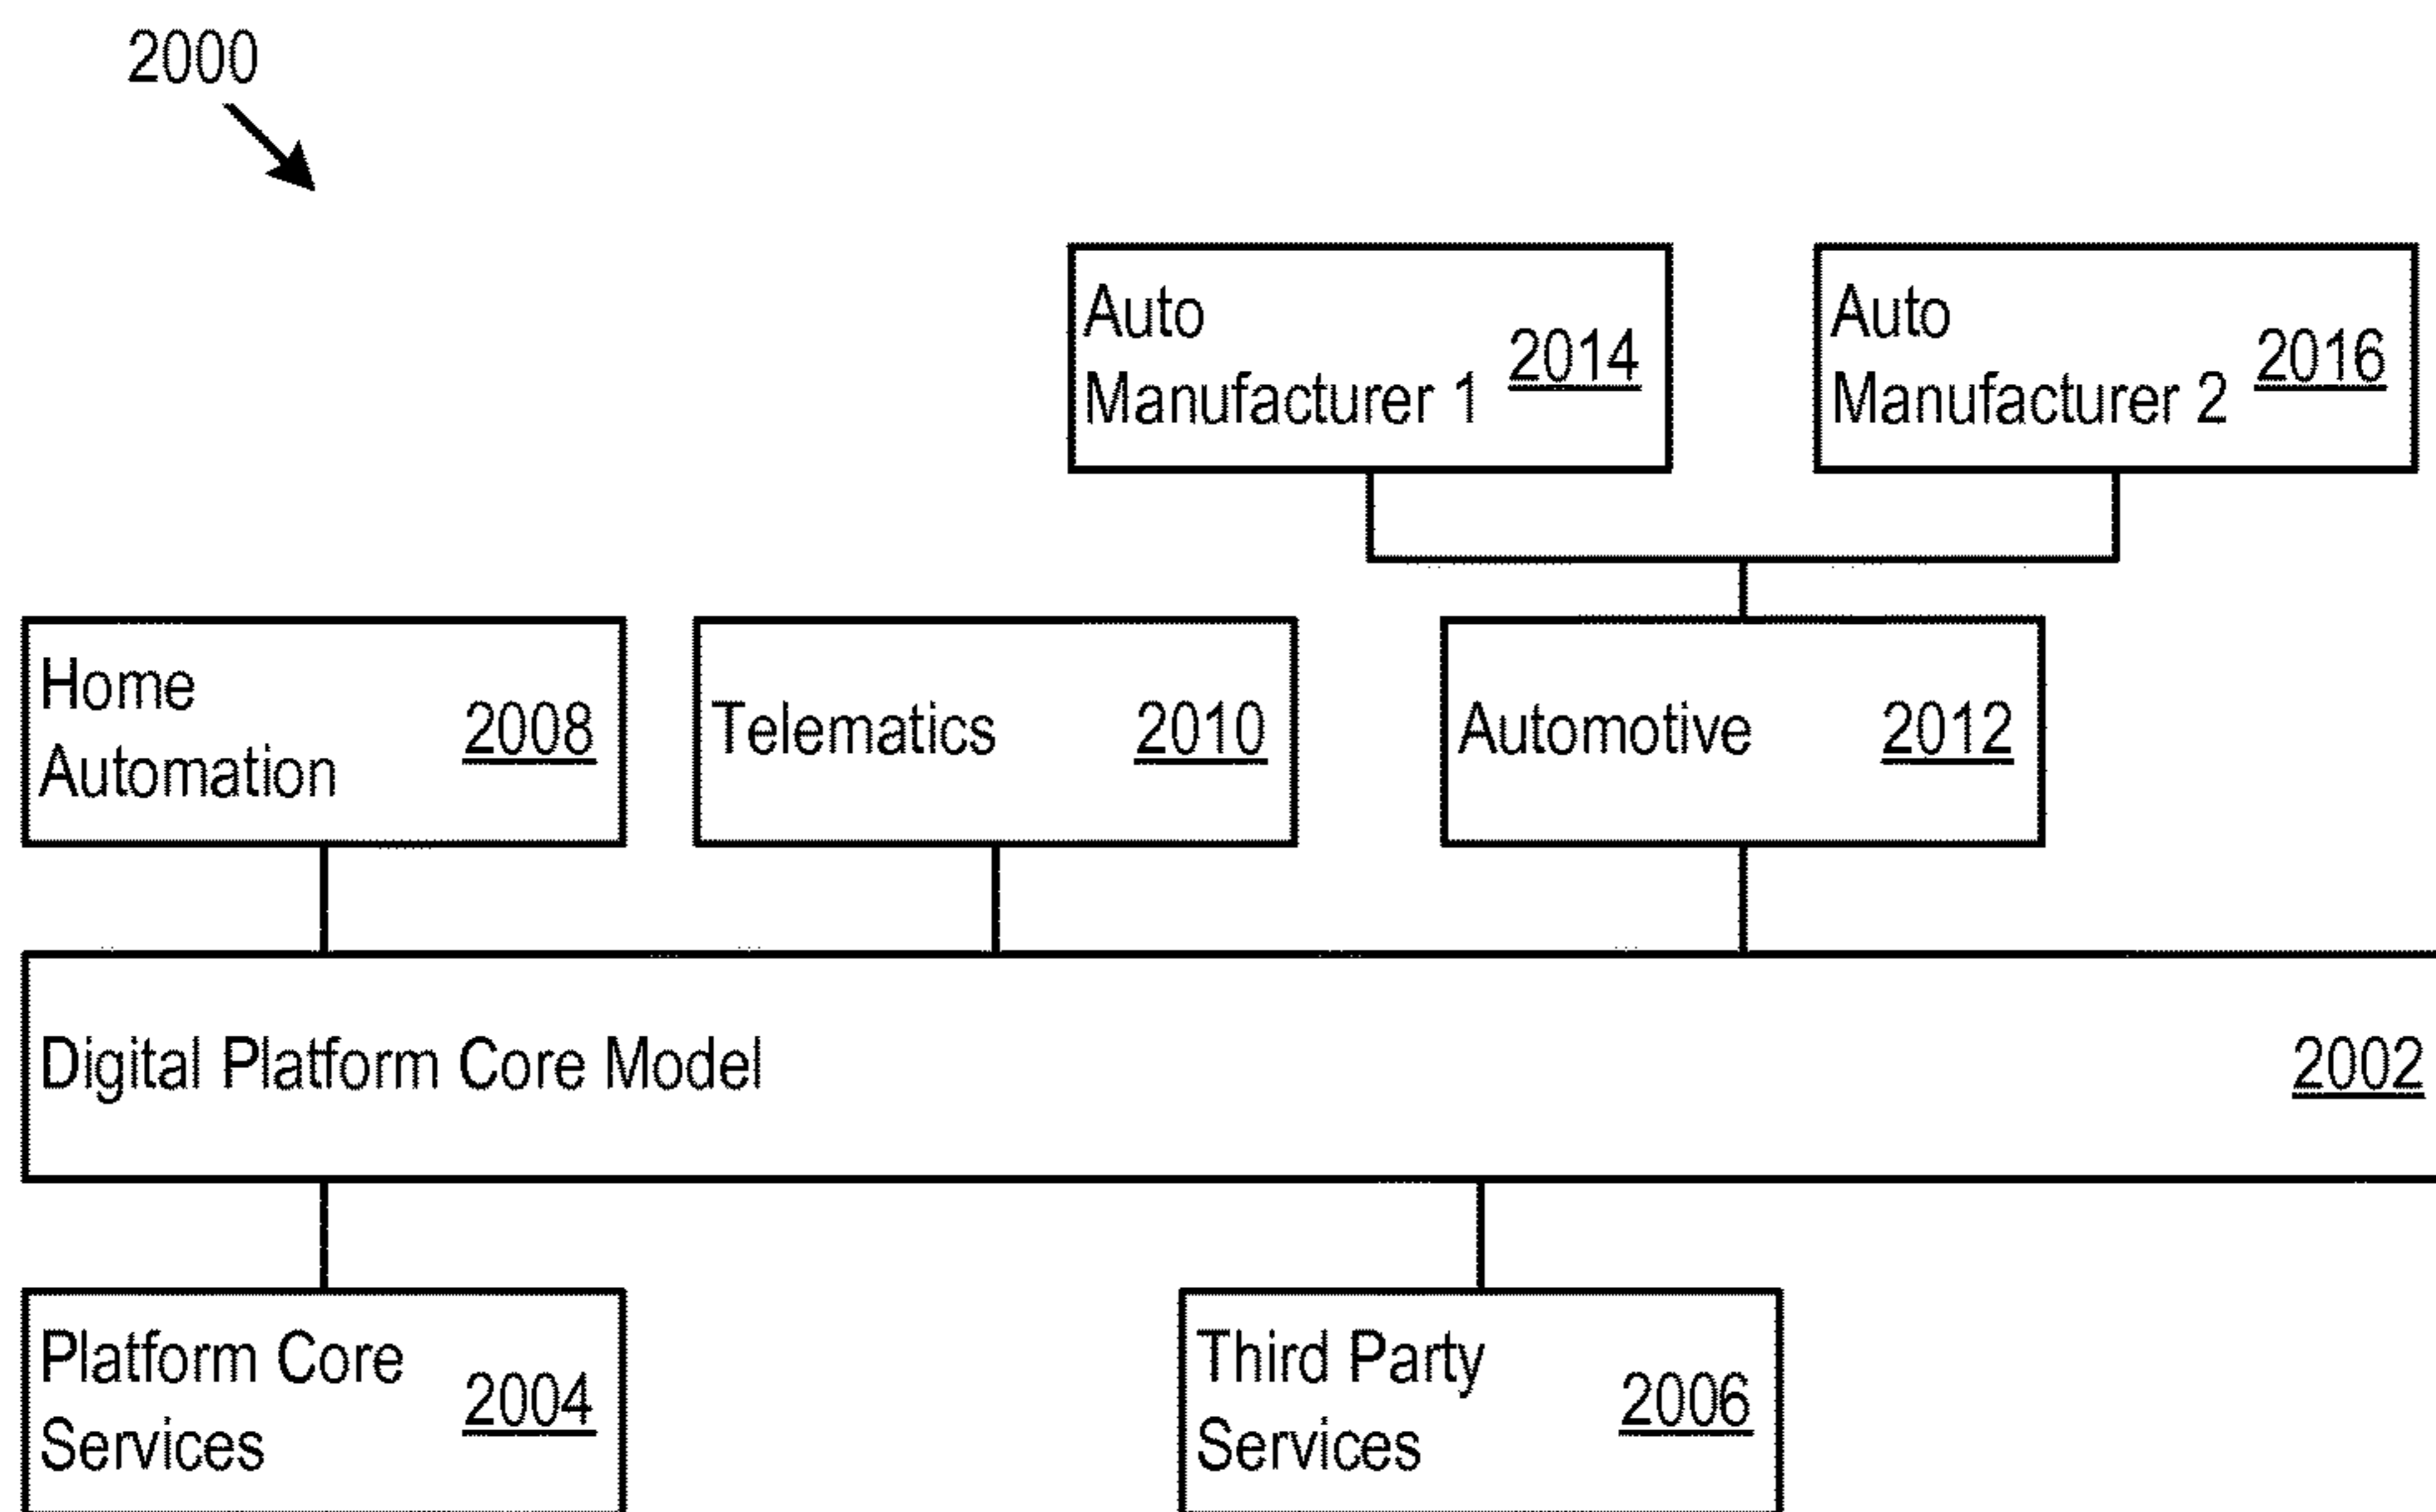 2000
Auto
Manufacturer 1 2014
Auto
Manufacturer 2 2016
Home
Automation 2008
Telematics 2010
Automotive 2012
Digital Platform Core Model 2002
Platform Core
Services 2004
Third Party
Services 2006